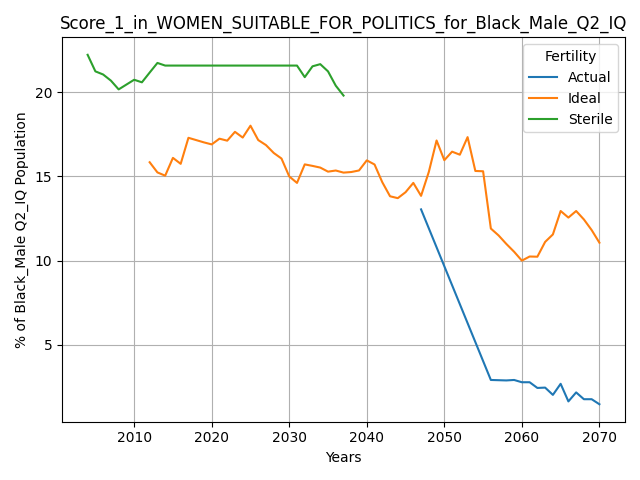 Score_1_in_WOMEN_SUITABLE_FOR_POLITICS_for_Black_Male_Q2_IQ
Fertility
Actual
Ideal
Sterile
% of Black_Male Q2_IQ Population
20
15
10
5
2010 2020 2030 2040 2050 2060 2070
Years